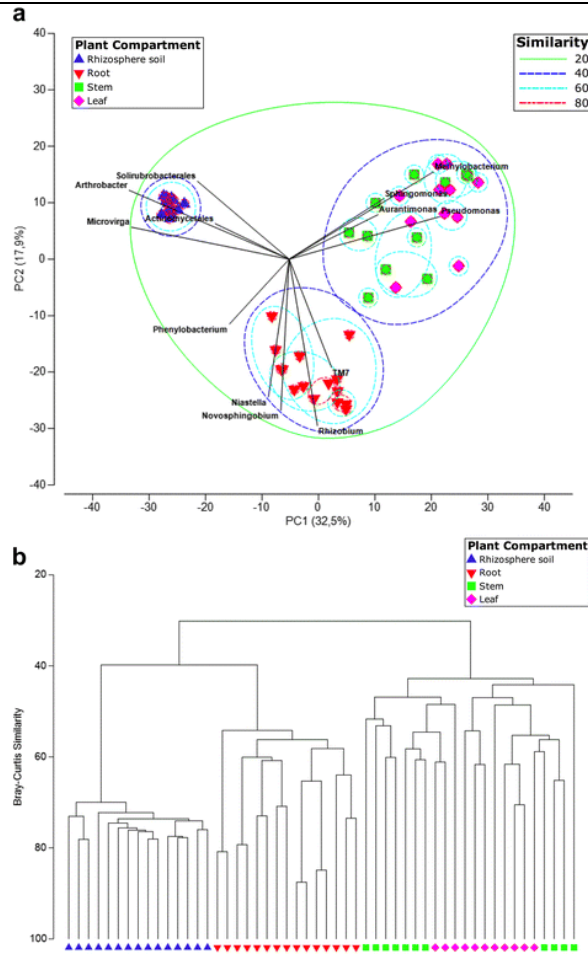 a
Plant Compartment
Rhizosphere soil
Root
Stem
Leaf
Similarity
20
40
60
80
40
30
20
10
0
-10
-20
-30
-40
PC2 (17,9%)
Solirubrobacterales
Arthrobacter
Microvirga
Actinomycetales
Methylobacterium
Sphingomonas
Aurantimonas
Pseudomonas
Phenylobacterium
TM7
Niastella
Novosphingobium
Rhizobium
-40
-30
-20
-10
0
10
20
30
40
PC1 (32,5%)
b
Plant Compartment
Rhizosphere soil
Root
Stem
Leaf
20
40
60
80
100
Bray-Curtis Similarity